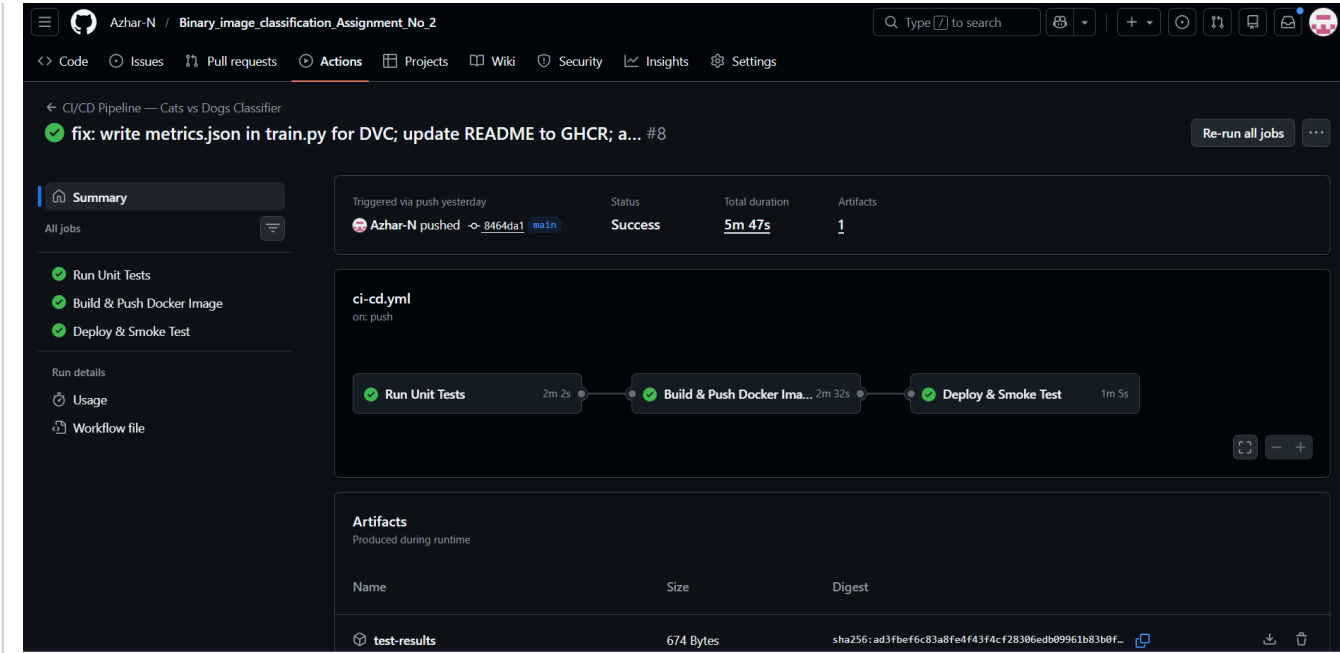 Azhar-N / Binary_image_classification_Assignment_No_2
Type / to search
Code Issues Pull requests Actions Projects Wiki Security Insights Settings
← CI/CD Pipeline — Cats vs Dogs Classifier
fix: write metrics.json in train.py for DVC; update README to GHCR; a... #8
Re-run all jobs
Summary
All jobs
Run Unit Tests
Build & Push Docker Image
Deploy & Smoke Test
Run details
Usage
Workflow file
Triggered via push yesterday
Azhar-N pushed 8464da1 main
Status
Success
Total duration
5m 47s
Artifacts
1
ci-cd.yml
on: push
Run Unit Tests 2m 2s
Build & Push Docker Ima... 2m 32s
Deploy & Smoke Test 1m 5s
Artifacts
Produced during runtime
Name Size Digest
test-results 674 Bytes sha256:ad3fbef6c83a8fe4f43f4cf28306edb09961b83b0f…